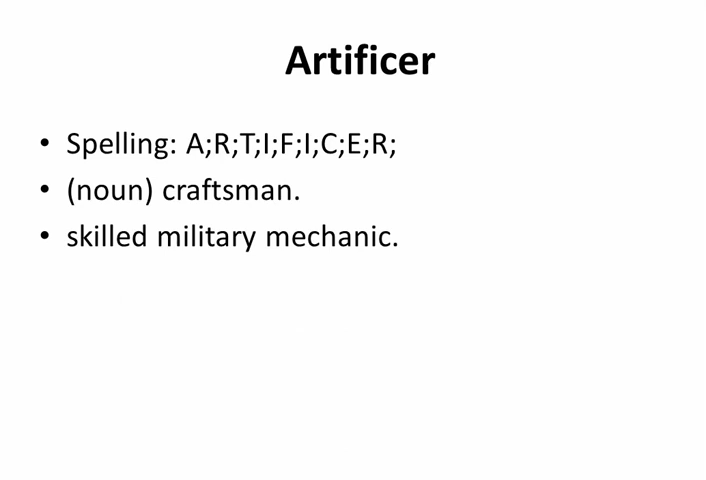 Artificer
• Spelling: A;R;T;I;F;I;C;E;R;
• (noun) craftsman.
• skilled military mechanic.